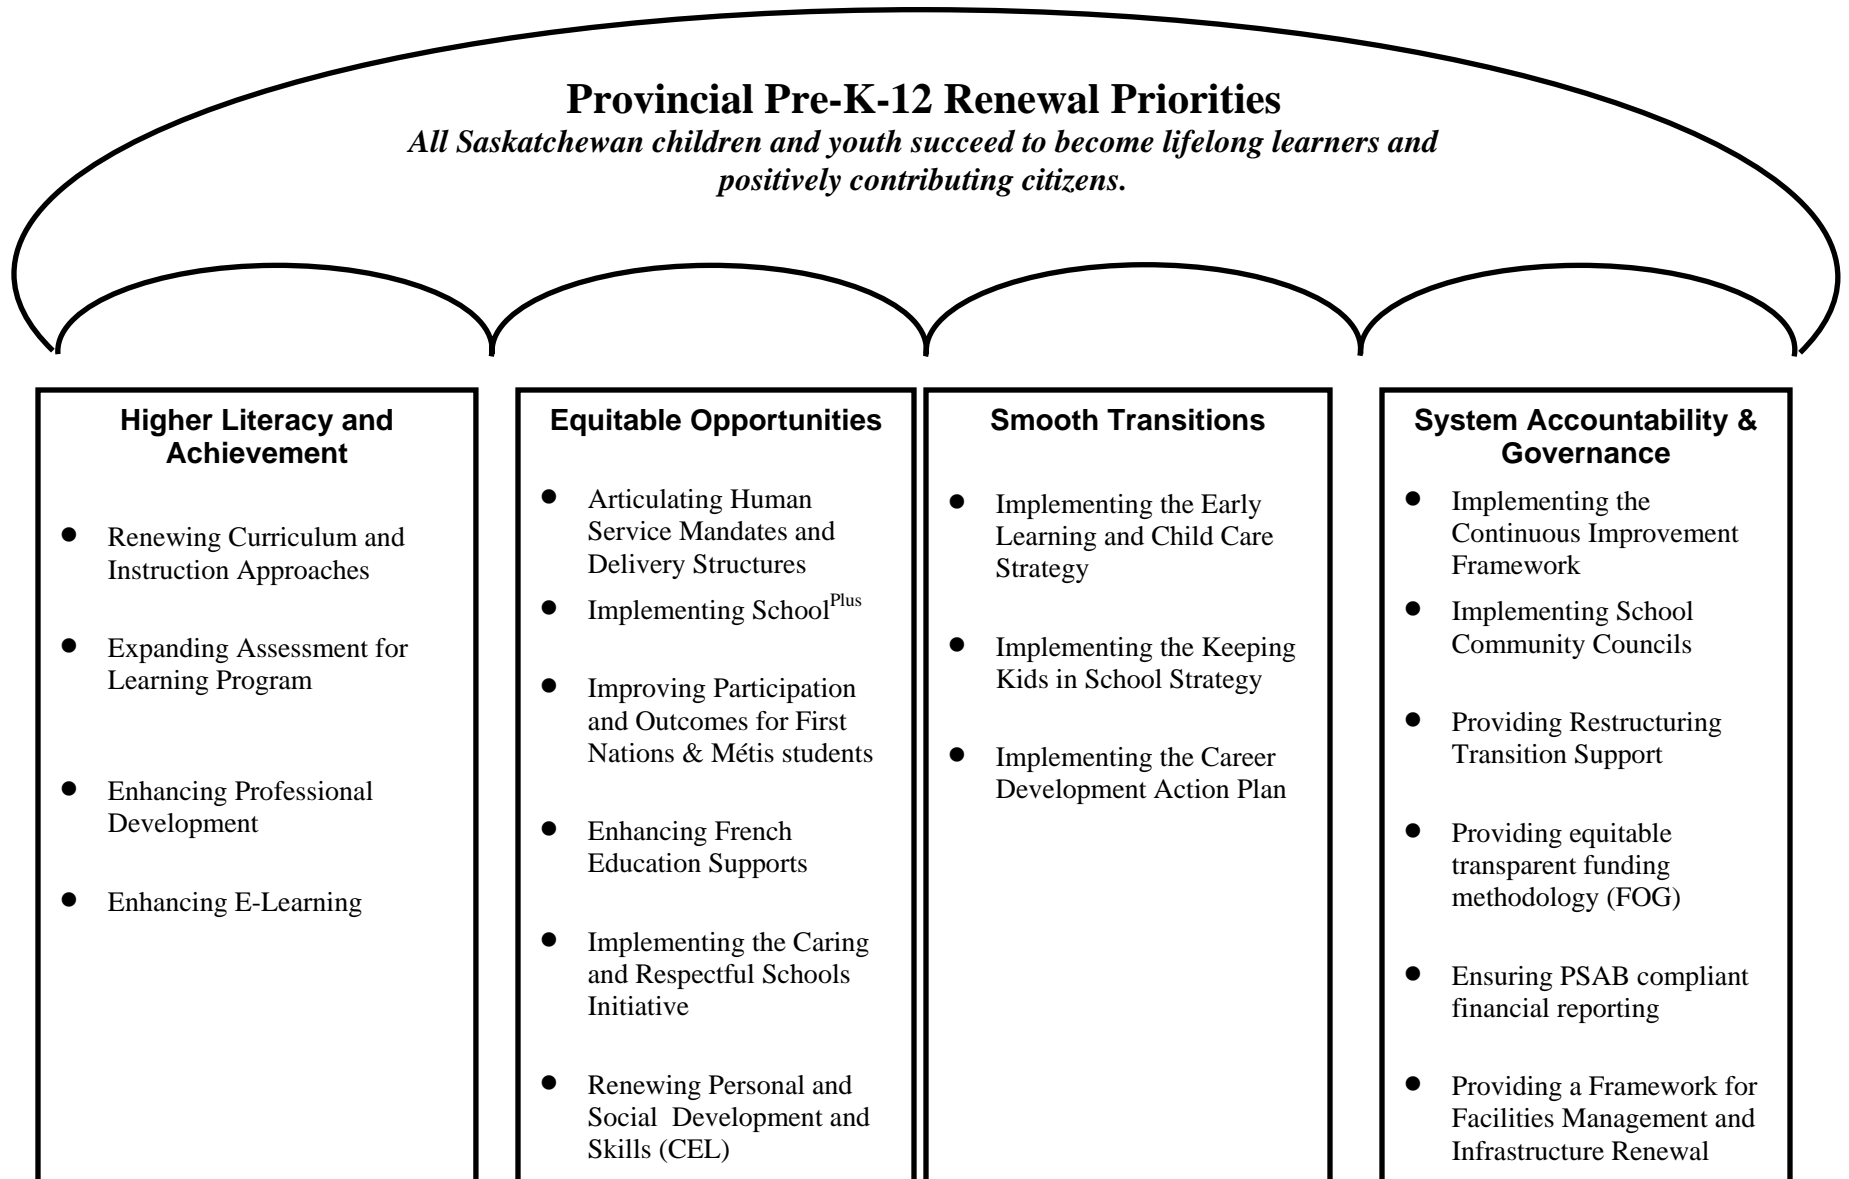 Provincial Pre-K-12 Renewal Priorities
All Saskatchewan children and youth succeed to become lifelong learners and
positively contributing citizens.
Higher Literacy and
Achievement
● Renewing Curriculum and
Instruction Approaches
● Expanding Assessment for
Learning Program
● Enhancing Professional
Development
● Enhancing E-Learning
Equitable Opportunities
● Articulating Human
Service Mandates and
Delivery Structures
● Implementing SchoolPlus
● Improving Participation
and Outcomes for First
Nations & Métis students
● Enhancing French
Education Supports
● Implementing the Caring
and Respectful Schools
Initiative
● Renewing Personal and
Social Development and
Skills (CEL)
Smooth Transitions
● Implementing the Early
Learning and Child Care
Strategy
● Implementing the Keeping
Kids in School Strategy
● Implementing the Career
Development Action Plan
System Accountability &
Governance
● Implementing the
Continuous Improvement
Framework
● Implementing School
Community Councils
● Providing Restructuring
Transition Support
● Providing equitable
transparent funding
methodology (FOG)
● Ensuring PSAB compliant
financial reporting
● Providing a Framework for
Facilities Management and
Infrastructure Renewal